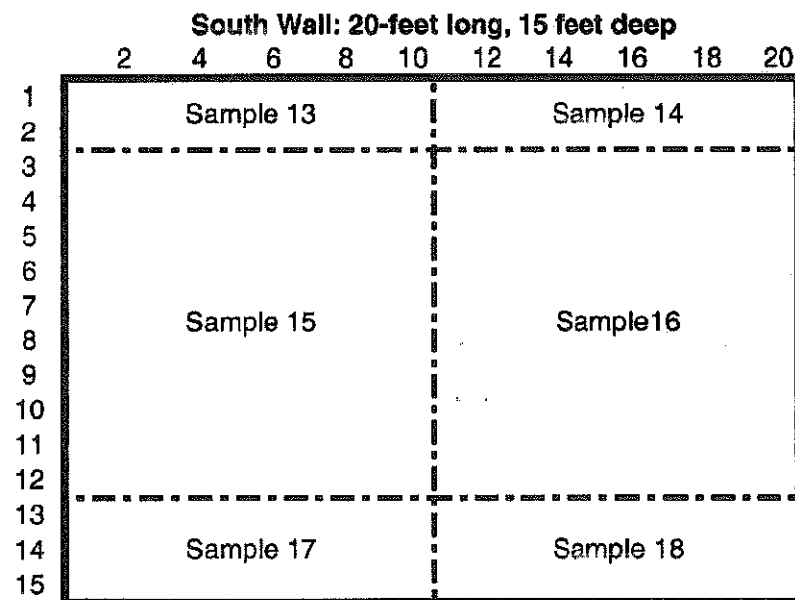 South Wall: 20-feet long, 15 feet deep
2 4 6 8 10 12 14 16 18 20
1
Sample 13 Sample 14
2
3
4
5
6
7
Sample 15 Sample16
8
9
10
11
12
13
14 Sample 17 Sample 18
15